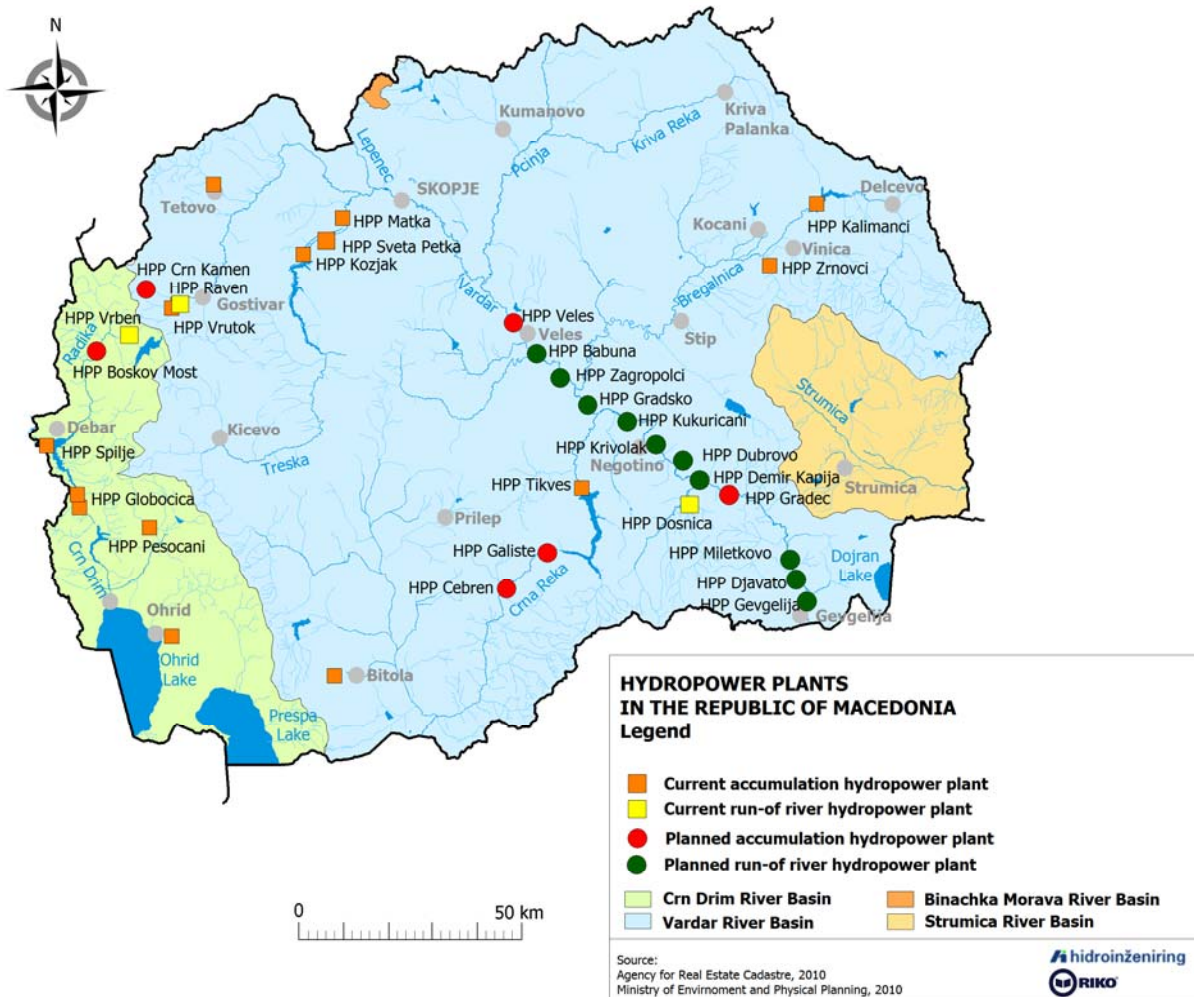 N
Kumanovo
Kriva
Palanka
Kriva Reka
Pcinja
Lepenec
SKOPJE
Tetovo
Delcevo
Kocani
HPP Kalimanci
HPP Matka
HPP Sveta Petka
HPP Kozjak
Vinica
HPP Zrnovci
Bregalnica
HPP Crn Kamen
HPP Raven
Gostivar
HPP Vrutok
HPP Vrben
Radika
HPP Boskov Most
Vardar
HPP Veles
Veles
Stip
HPP Babuna
HPP Zagropolci
HPP Gradsko
HPP Kukuricani
HPP Krivolak
Negotino
HPP Dubrovo
HPP Demir Kapija
HPP Gradec
Strumica
Strumica
Debar
HPP Spilje
Kicevo
Treska
HPP Tikves
HPP Globocica
HPP Pesocani
Prilep
HPP Dosnica
HPP Galiste
HPP Cebren
Crna Reka
HPP Miletkovo
HPP Djavato
HPP Gevgelija
Gevgelija
Dojran
Lake
Crn Drim
Ohrid
Ohrid
Lake
Prespa
Lake
Bitola
HYDROPOWER PLANTS
IN THE REPUBLIC OF MACEDONIA
Legend
Current accumulation hydropower plant
Current run-of river hydropower plant
Planned accumulation hydropower plant
Planned run-of river hydropower plant
Crn Drim River Basin
Binachka Morava River Basin
Vardar River Basin
Strumica River Basin
0 50 km
Source:
Agency for Real Estate Cadastre, 2010
Ministry of Envirnoment and Physical Planning, 2010
hidroinženiring
RIKO